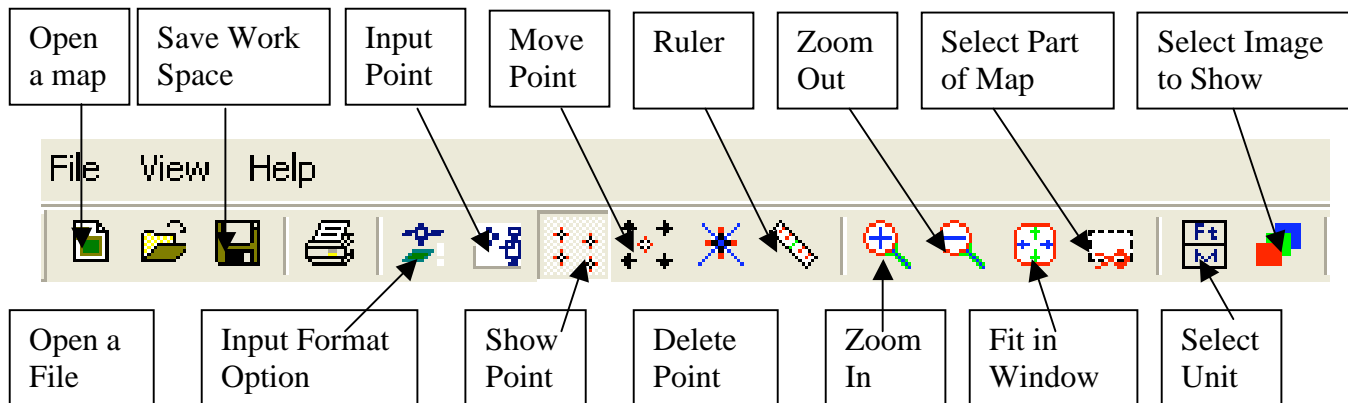 Open
a map
Save Work
Space
Input
Point
Move
Point
Ruler
Zoom
Out
Select Part
of Map
Select Image
to Show
File View Help
Ft
M
Open a
File
Input Format
Option
Show
Point
Delete
Point
Zoom
In
Fit in
Window
Select
Unit